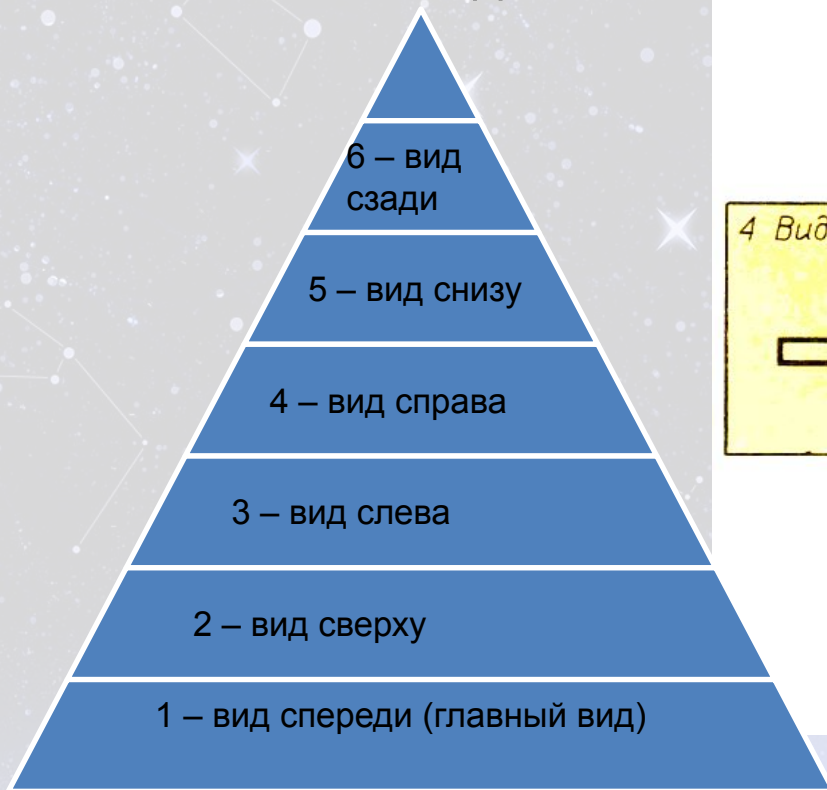 6 – вид
сзади
5 – вид снизу
4 Вид
4 – вид справа
3 – вид слева
2 – вид сверху
1 – вид спереди (главный вид)